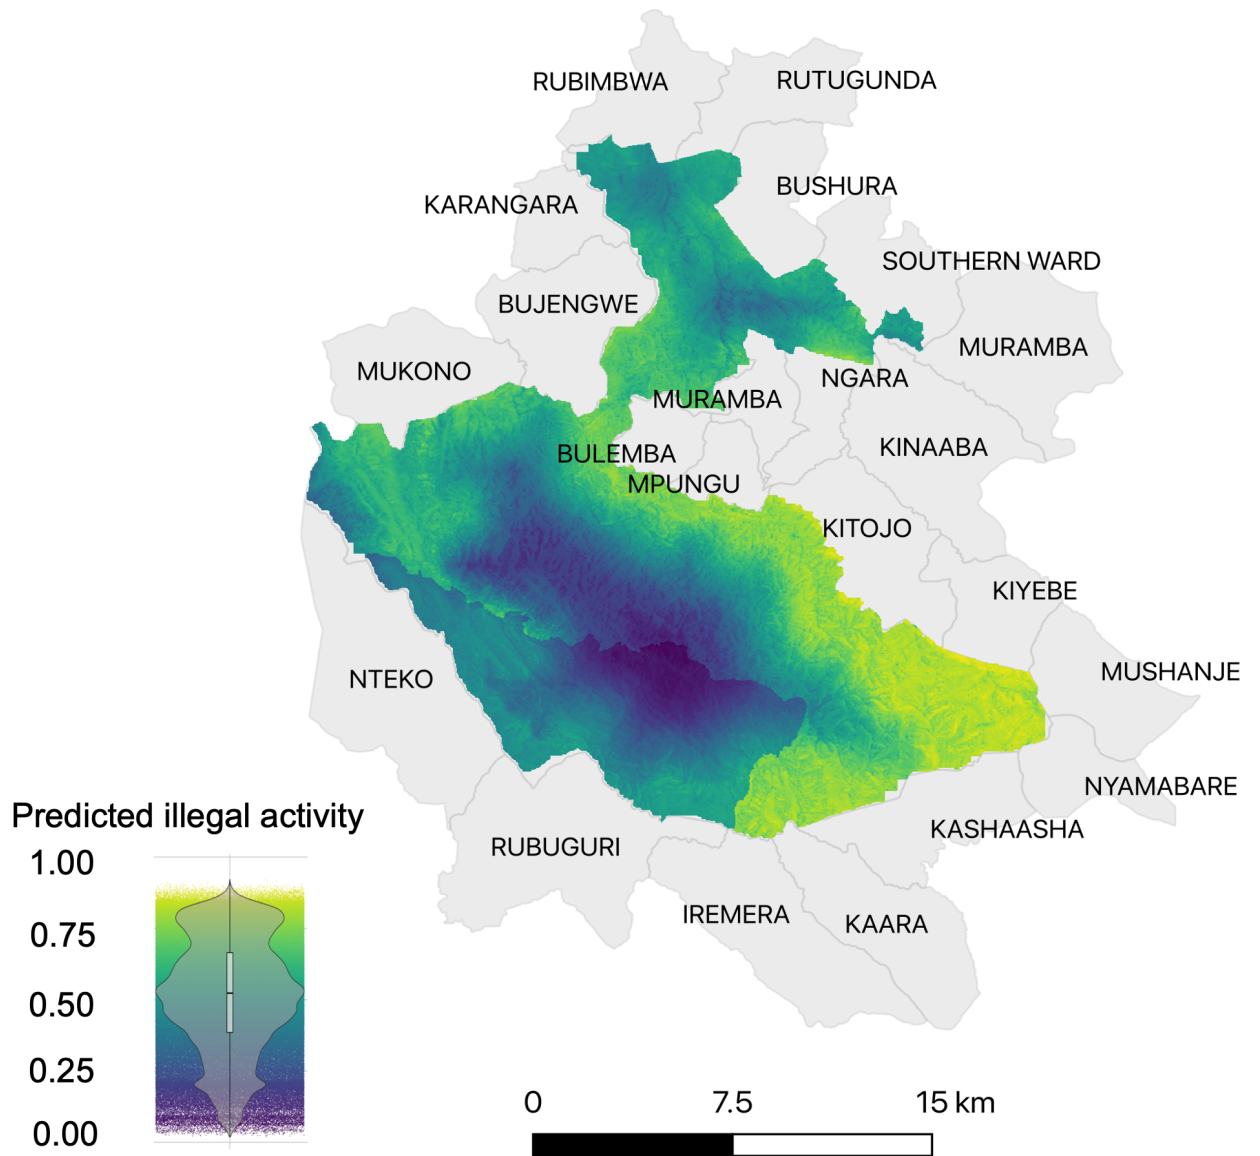 RUBIMBWA
RUTUGUNDA
BUSHURA
KARANGARA
SOUTHERN WARD
BUJENGWE
MURAMBA
MUKONO
NGARA
MURAMBA
KINAABA
BULEMBA
MPUNGU
KITOJO
KIYEBE
MUSHANJE
NTEKO
NYAMABARE
Predicted illegal activity
KASHAASHA
RUBUGURI
1.00
IREMERA
KAARA
0.75
0.50
0.25
0.00
0 7.5 15 km